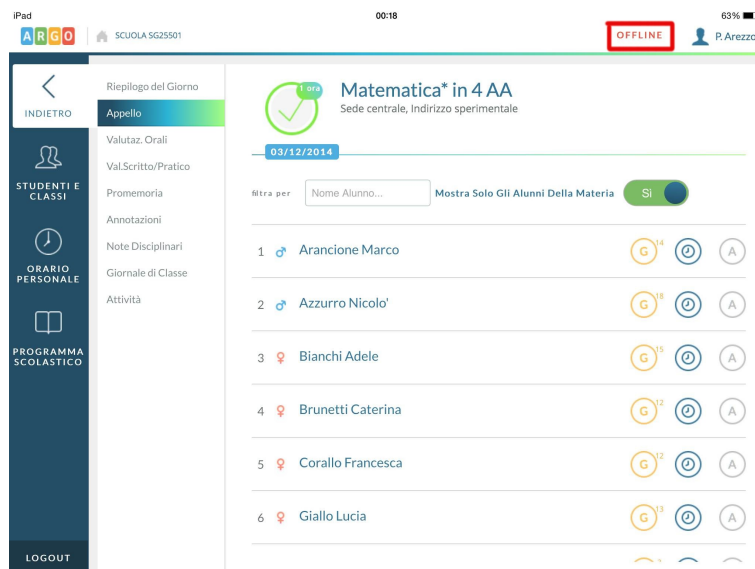 iPad
00:18
63%
ARGO
SCUOLA SG25501
OFFLINE
P. Arezzo
INDIETRO
STUDENTI E
CLASSI
ORARIO
PERSONALE
PROGRAMMA
SCOLASTICO
LOGOUT
Riepilogo del Giorno
Appello
Valutaz. Orali
Val.Scritto/Pratico
Promemoria
Annotazioni
Note Disciplinari
Giornale di Classe
Attività
1 ora
Matematica* in 4 AA
Sede centrale, Indirizzo sperimentale
03/12/2014
filtra per
Nome Alunno...
Mostra Solo Gli Alunni Della Materia
Si
1 Arancione Marco G 14 A
2 Azzurro Nicolo' G 18 A
3 Bianchi Adele G 15 A
4 Brunetti Caterina G 12 A
5 Corallo Francesca G 12 A
6 Giallo Lucia G 13 A